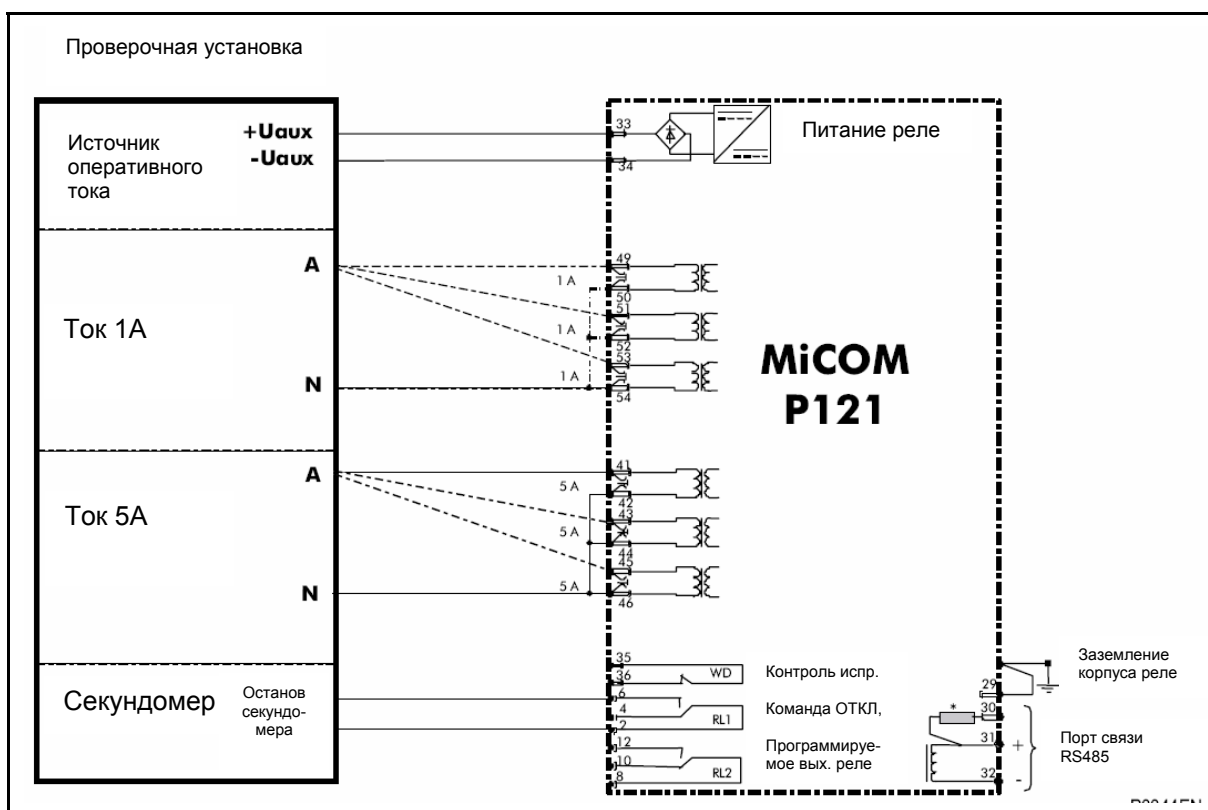 Проверочная установка
Источник
оперативного
тока
+Uaux
-Uaux
33
34
Питание реле
A
Ток 1А
N
49
1 A
50
51
1 A
52
53
1 A
54
MiCOM
P121
A
Ток 5А
N
41
5 A
42
43
5 A
44
45
5 A
46
Секундомер
Останов
секундо-
мера
35
36
WD
Контроль испр.
6
4
2
RL1
Команда ОТКЛ,
12
10
8
RL2
Программируе-
мое вых. реле
Заземление
корпуса реле
29
30
*
31
+
32
-
Порт связи
RS485